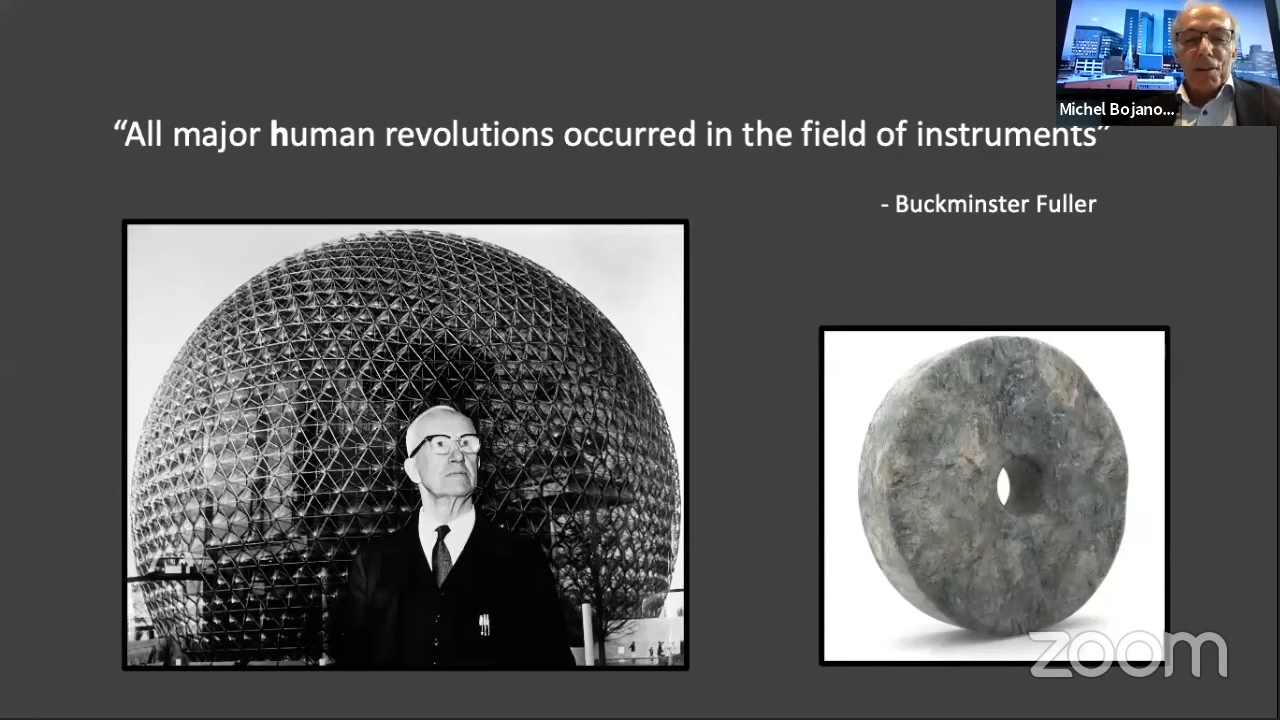 Michel Bojano...
“All major human revolutions occurred in the field of instruments”
- Buckminster Fuller
zoom